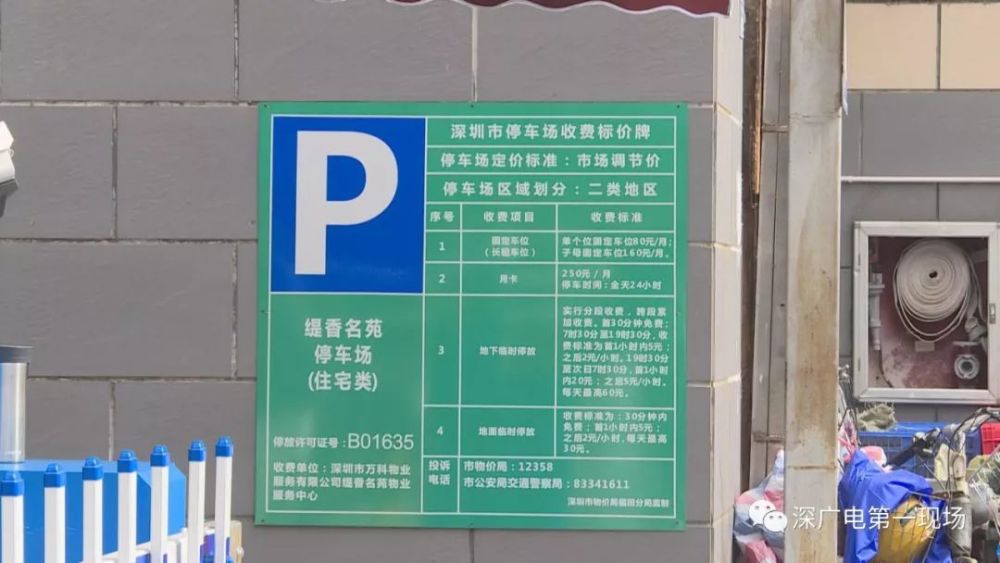 P
缇香名苑
停车场
(住宅类)
停放许可证号:B01635
收费单位:深圳市万科物业
服务有限公司缇香名苑物业
服务中心
深圳市停车场收费标价牌
停车场定价标准:市场调节价
停车场区域划分:二类地区
序号 收费项目 收费标准
1 固定车位
(长租车位)
单个位固定车位80元/月;
子母固定车位160元/月。
2 月卡
250元/月
停车时间:全天24小时
3 地下临时停放
实行分段收费,跨段累
加收费。首30分钟免费;
7时30分至19时30分,收
费标准为首1小时内5元;
之后2元/小时。19时30分
至次日7时30分,首1小时
内20元;之后5元/小时。
每天最高60元。
4 地面临时停放
收费标准为:30分钟内
免费;首1小时内5元;
之后2元/小时,每天最高
30元。
投诉
电话
市物价局:12358
市公安局交通警察局:83341611
深圳市物价局福田分局监制
深广电第一现场